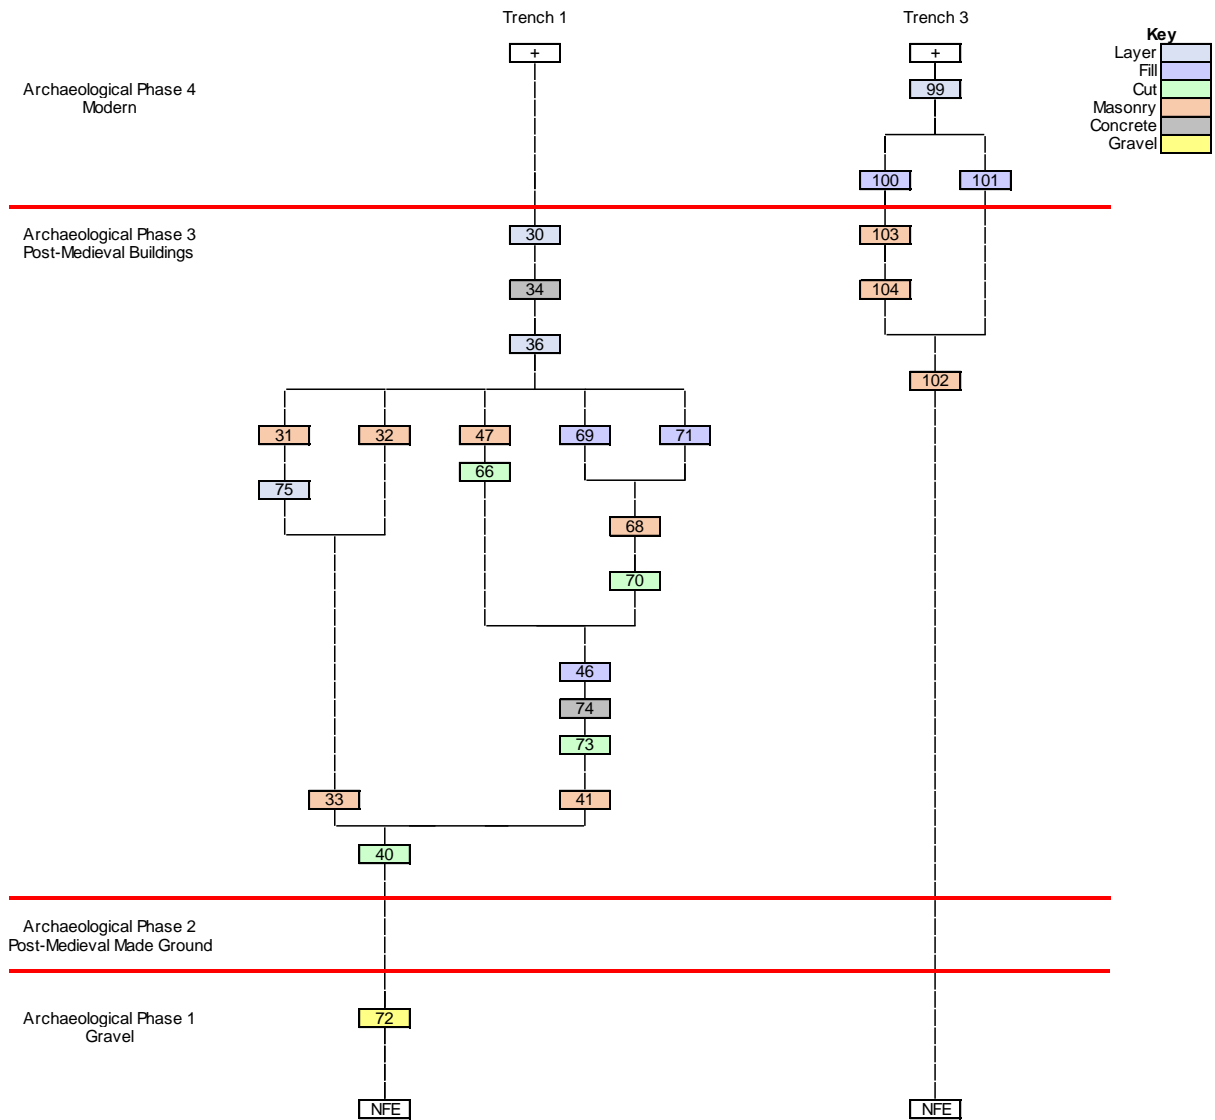 Trench 1
Trench 3
Key
+
+
Layer
Fill
Cut
Masonry
Concrete
Gravel
Archaeological Phase 4
Modern
99
100
101
Archaeological Phase 3
Post-Medieval Buildings
30
103
34
104
36
102
31
32
47
69
71
66
75
68
70
46
74
73
33
41
40
Archaeological Phase 2
Post-Medieval Made Ground
Archaeological Phase 1
Gravel
72
NFE
NFE